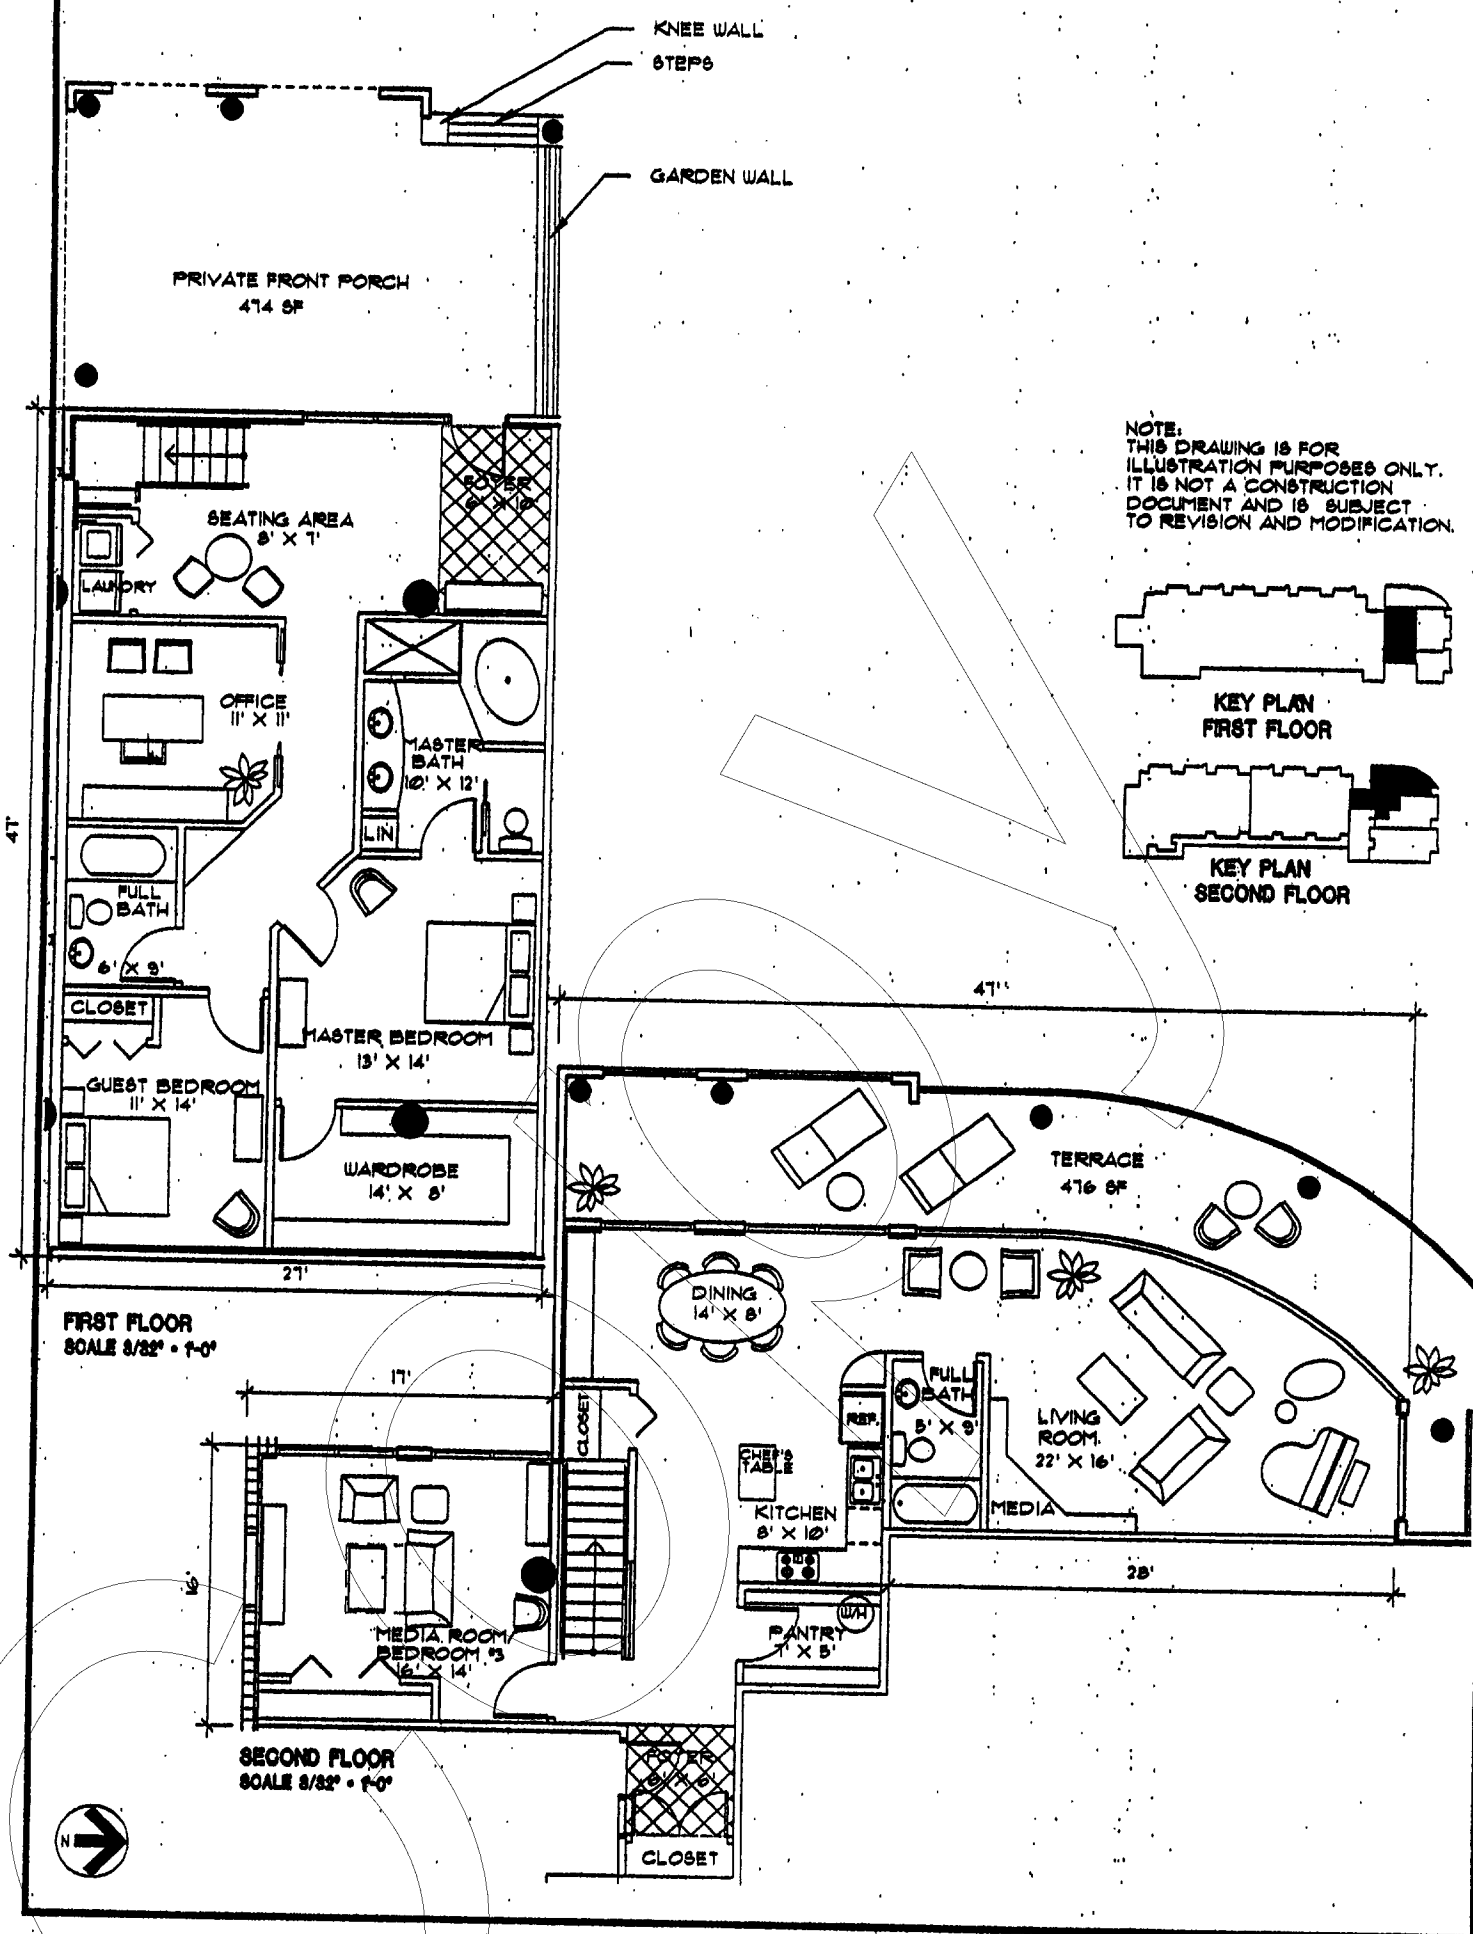 KNEE WALL
STEPS
GARDEN WALL
PRIVATE FRONT PORCH
474 SF
NOTE:
THIS DRAWING IS FOR
ILLUSTRATION PURPOSES ONLY.
IT IS NOT A CONSTRUCTION
DOCUMENT AND IS SUBJECT
TO REVISION AND MODIFICATION.
FOYER
6' X 10'
SEATING AREA
8' X 7'
LAUNDRY
OFFICE
11' X 11'
KEY PLAN
FIRST FLOOR
MASTER
BATH
10' X 12'
LIN
47'
KEY PLAN
SECOND FLOOR
FULL
BATH
6' X 9'
CLOSET
MASTER BEDROOM
13' X 14'
GUEST BEDROOM
11' X 14'
WARDROBE
14' X 8'
27'
FIRST FLOOR
SCALE 3/32" = 1'-0"
47'
TERRACE
476 SF
DINING
14' X 8'
17'
CLOSET
REF.
FULL
BATH
5' X 9'
LIVING
ROOM
22' X 16'
CHEF'S
TABLE
KITCHEN
8' X 10'
MEDIA
16'
28'
W/H
PANTRY
7' X 5'
MEDIA ROOM/
BEDROOM #3
16' X 14'
SECOND FLOOR
SCALE 3/32" = 1'-0"
FOYER
6' X 6'
CLOSET
N